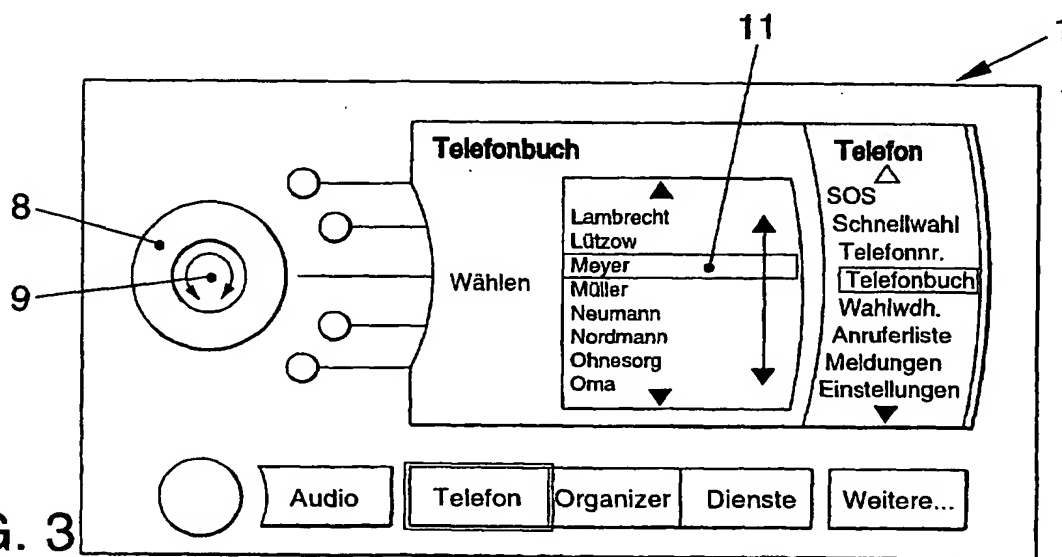 11
Telefonbuch
Telefon
SOS
Schnellwahl
Telefonnr.
Telefonbuch
Wahlwdh.
Anruferliste
Meldungen
Einstellungen
8
9
Wählen
Lambrecht
Lützow
Meyer
Müller
Neumann
Nordmann
Ohnesorg
Oma
Audio
Telefon
Organizer
Dienste
Weitere...
G. 3